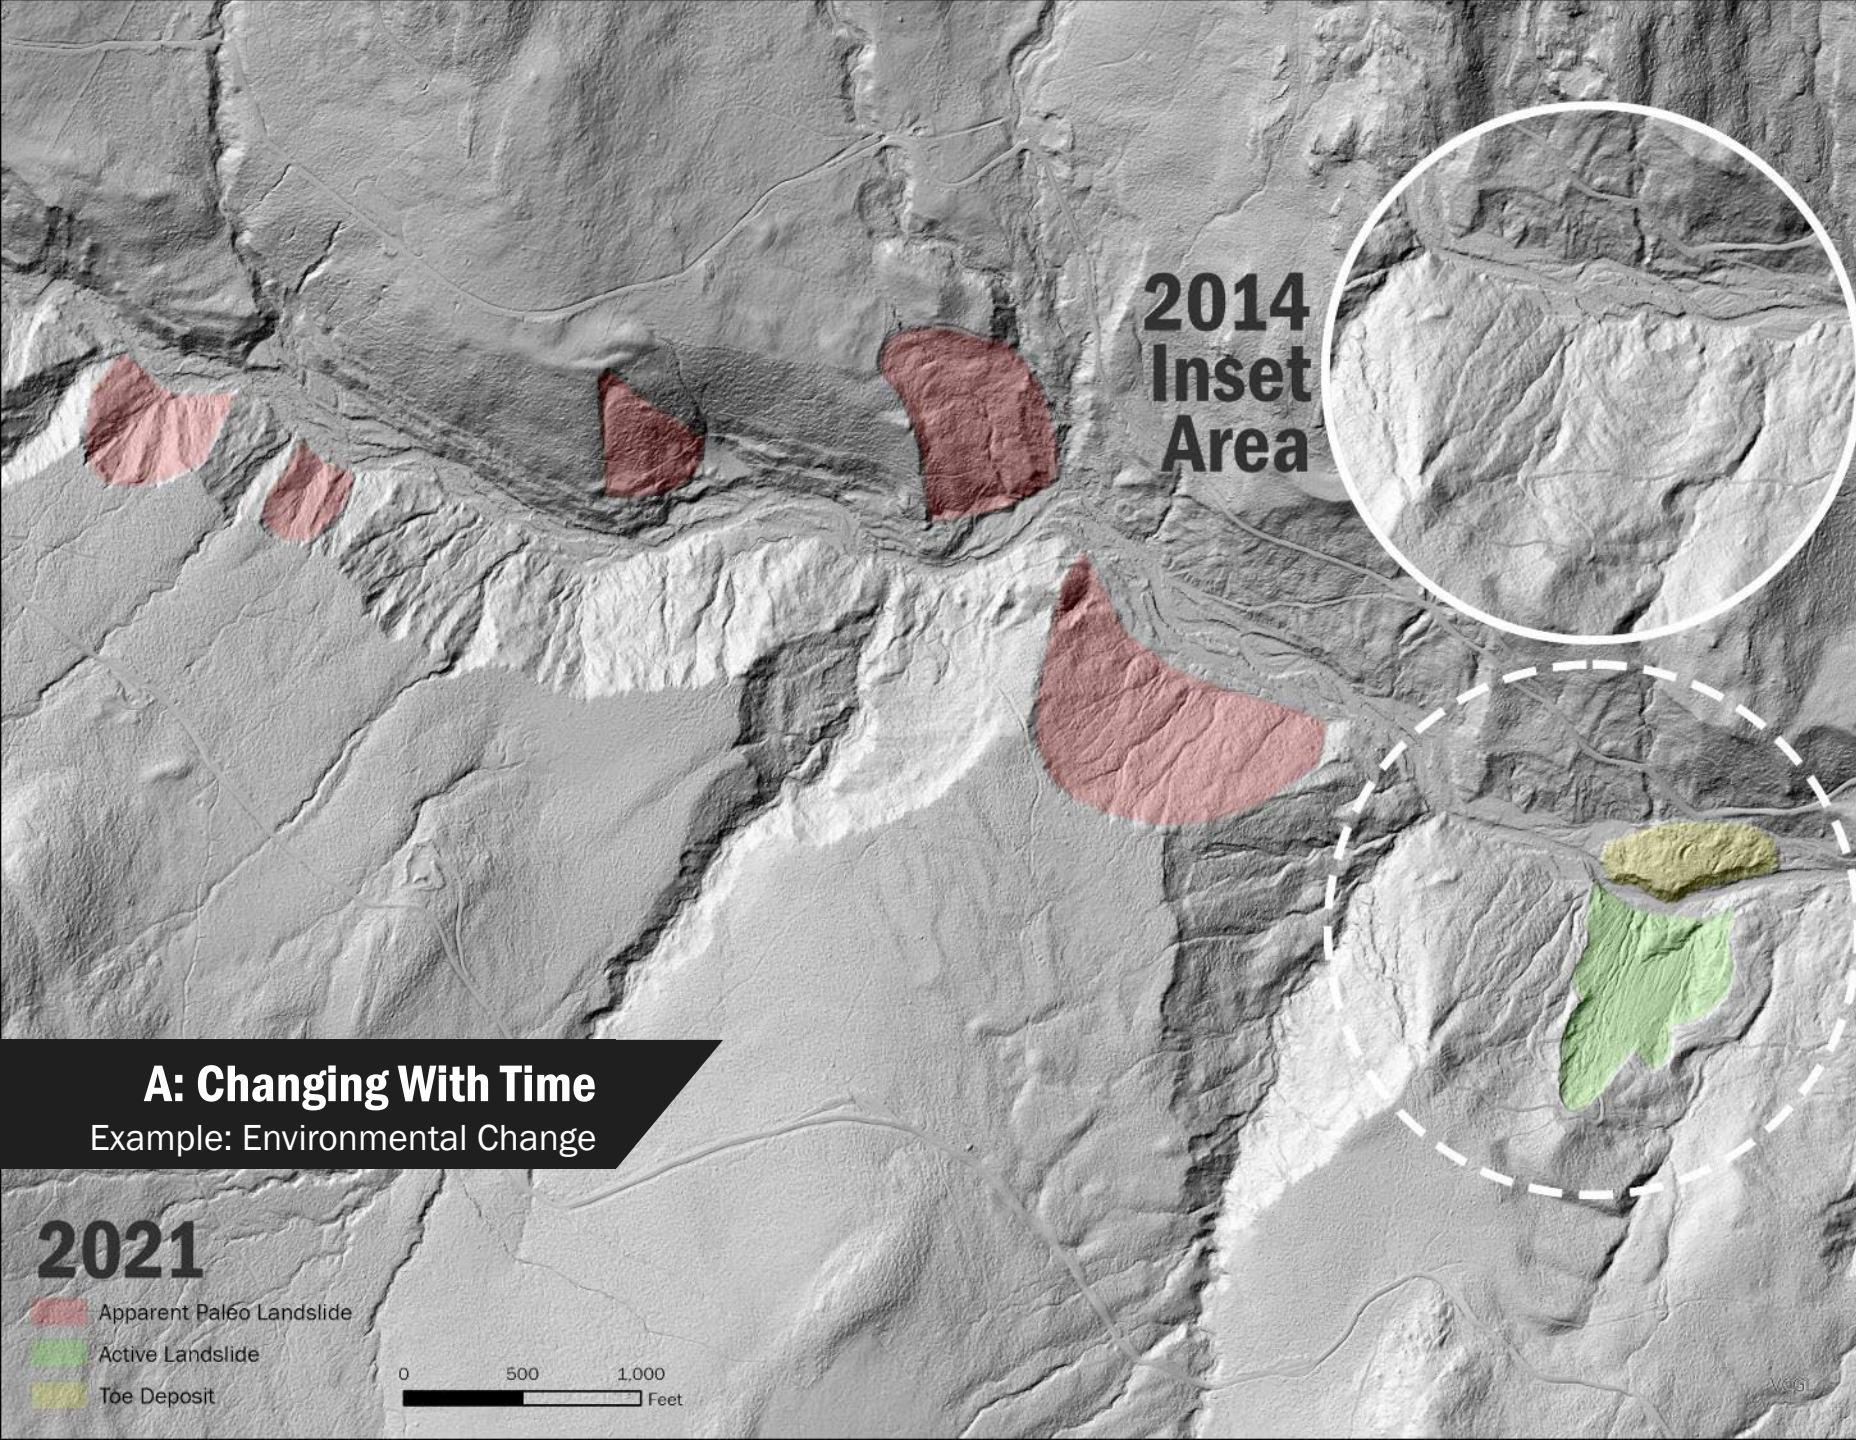 2014
Inset
Area
A: Changing With Time
Example: Environmental Change
2021
Apparent Paleo Landslide
Active Landslide
Toe Deposit
0 500 1,000
Feet
VCGI